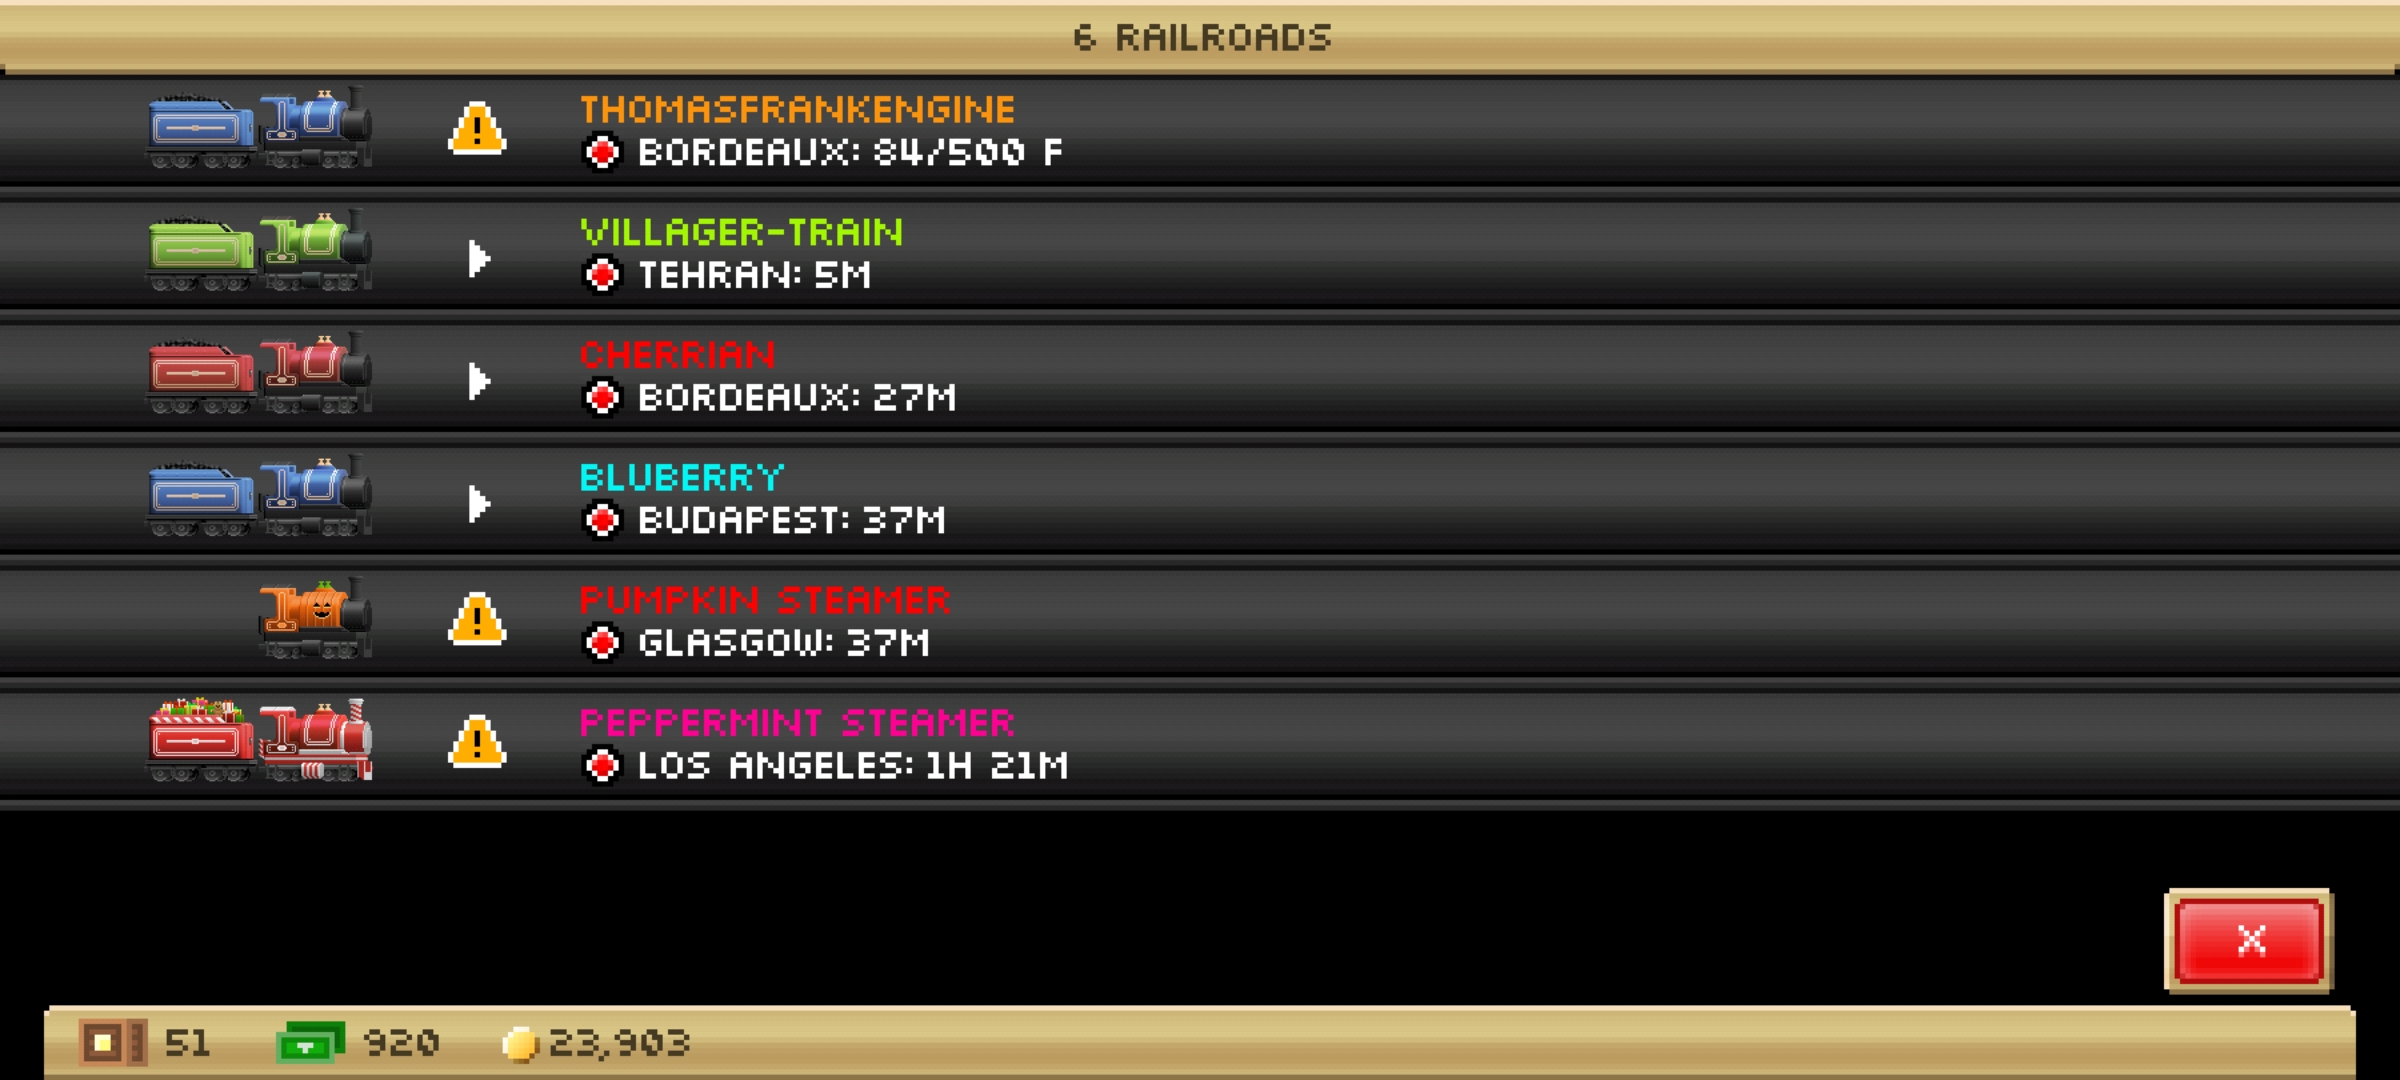 6 RAILROADS
THOMASFRANKENGINE
BORDEAUX: 84/500 F
VILLAGER-TRAIN
TEHRAN: 5M
CHERRIAN
BORDEAUX: 27M
BLUBERRY
BUDAPEST: 37M
PUMPKIN STEAMER
GLASGOW: 37M
PEPPERMINT STEAMER
LOS ANGELES: 1H 21M
X
51 920 23,903